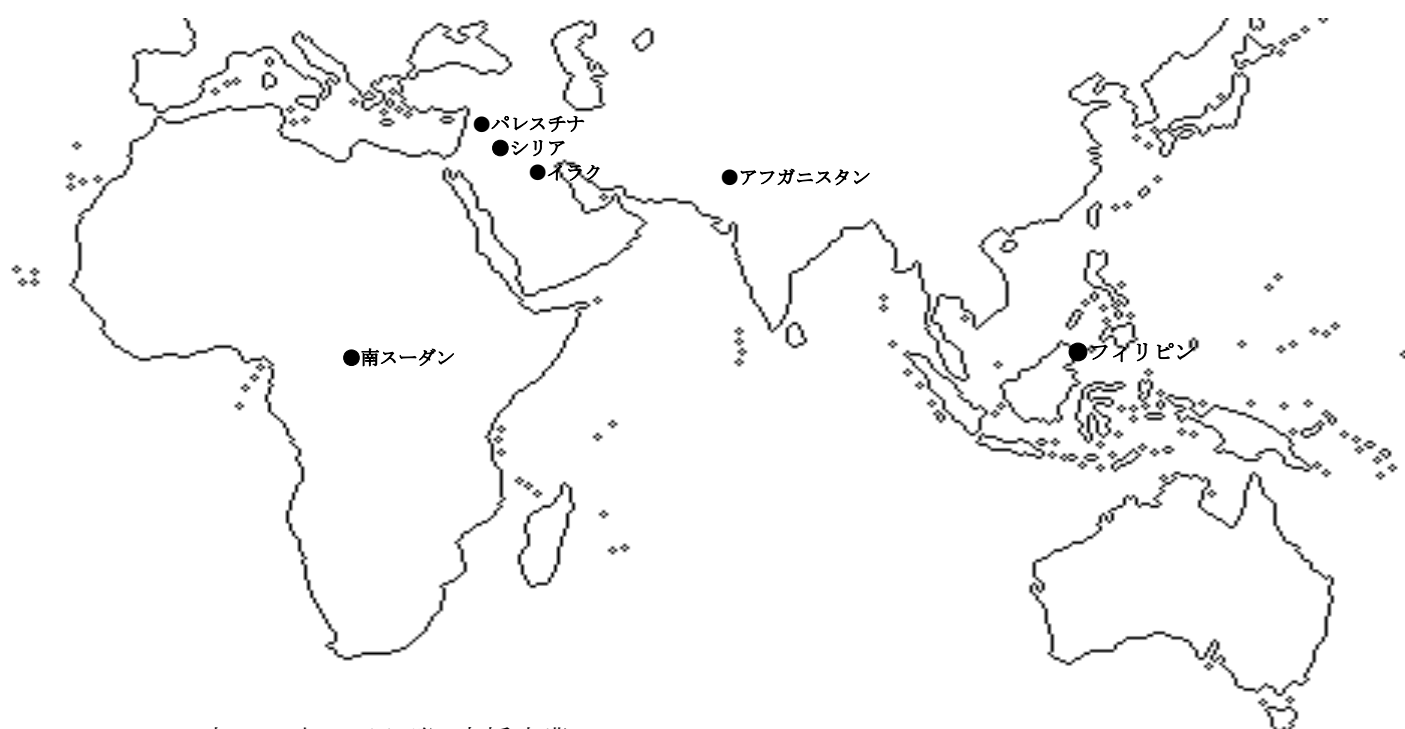 ●パレスチナ
●シリア
●イラク
●アフガニスタン
●南スーダン
●フィリピン